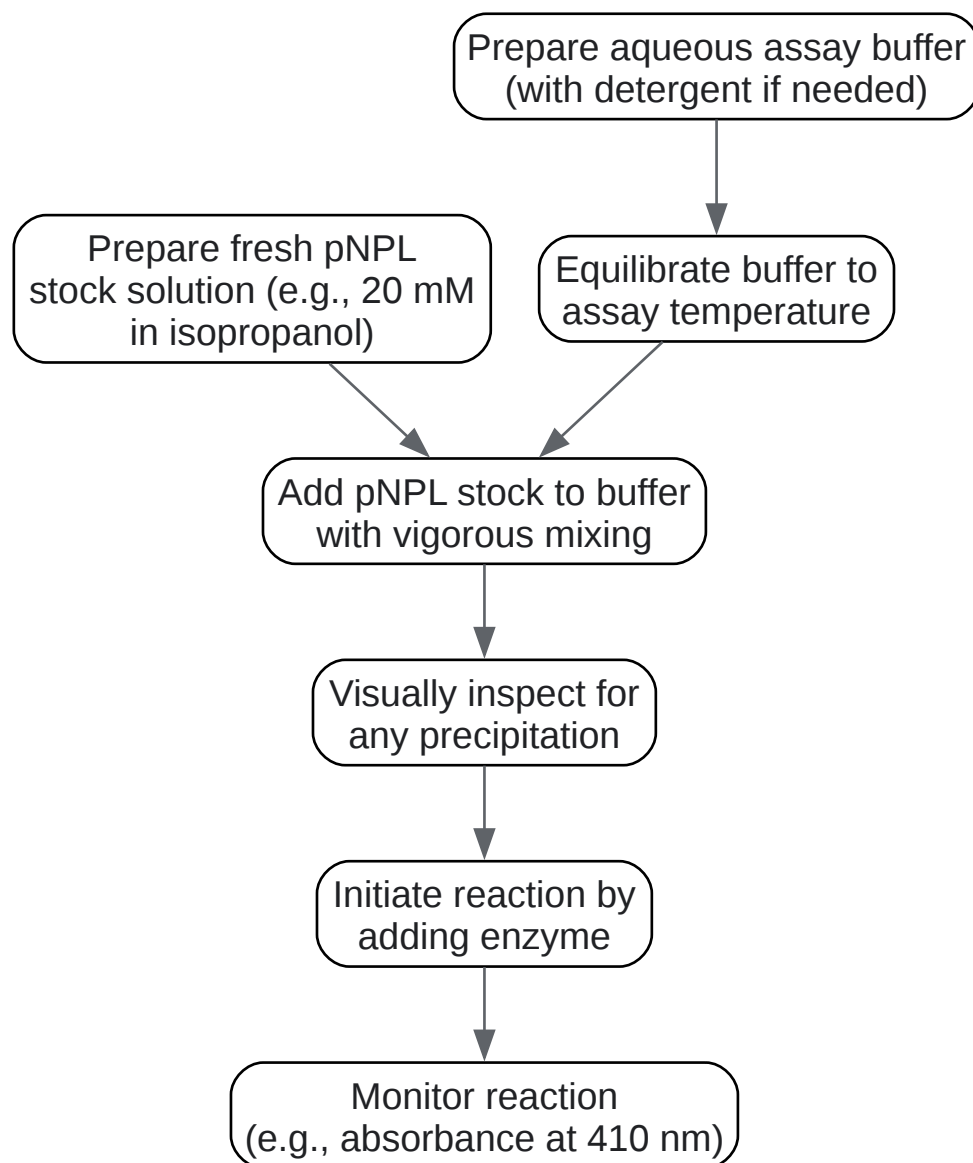 Prepare aqueous assay buffer
(with detergent if needed)
Prepare fresh pNPL
stock solution (e.g., 20 mM
in isopropanol)
Equilibrate buffer to
assay temperature
Add pNPL stock to buffer
with vigorous mixing
Visually inspect for
any precipitation
Initiate reaction by
adding enzyme
Monitor reaction
(e.g., absorbance at 410 nm)